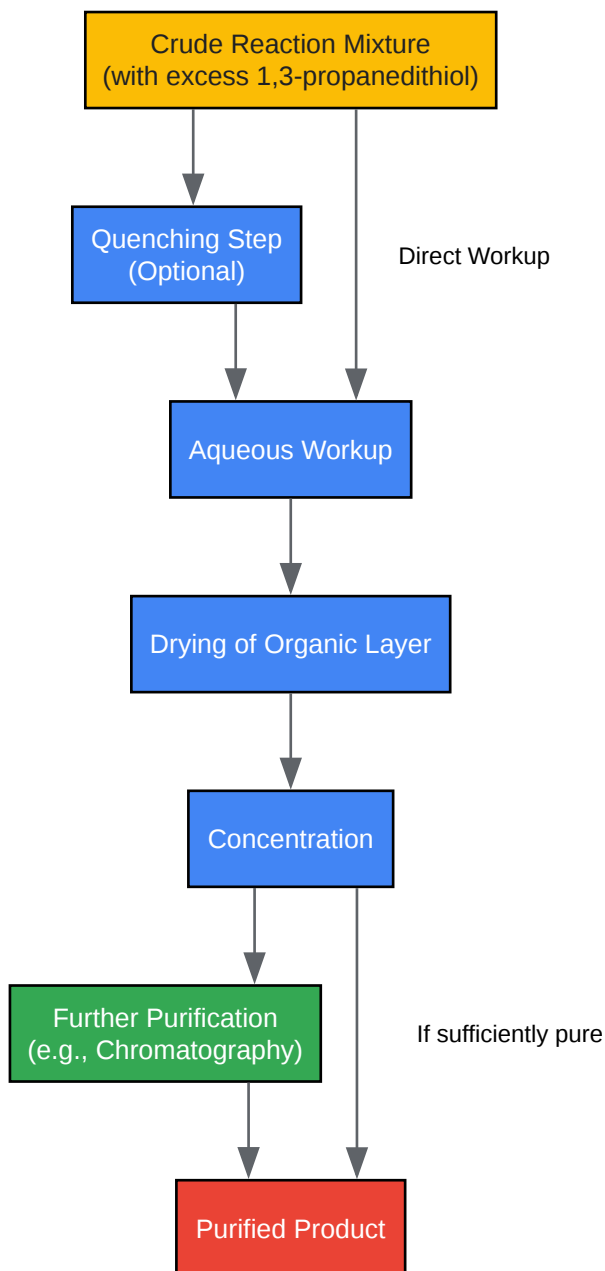 Crude Reaction Mixture
(with excess 1,3-propanedithiol)
Quenching Step
(Optional)
Direct Workup
Aqueous Workup
Drying of Organic Layer
Concentration
Further Purification
(e.g., Chromatography)
If sufficiently pure
Purified Product